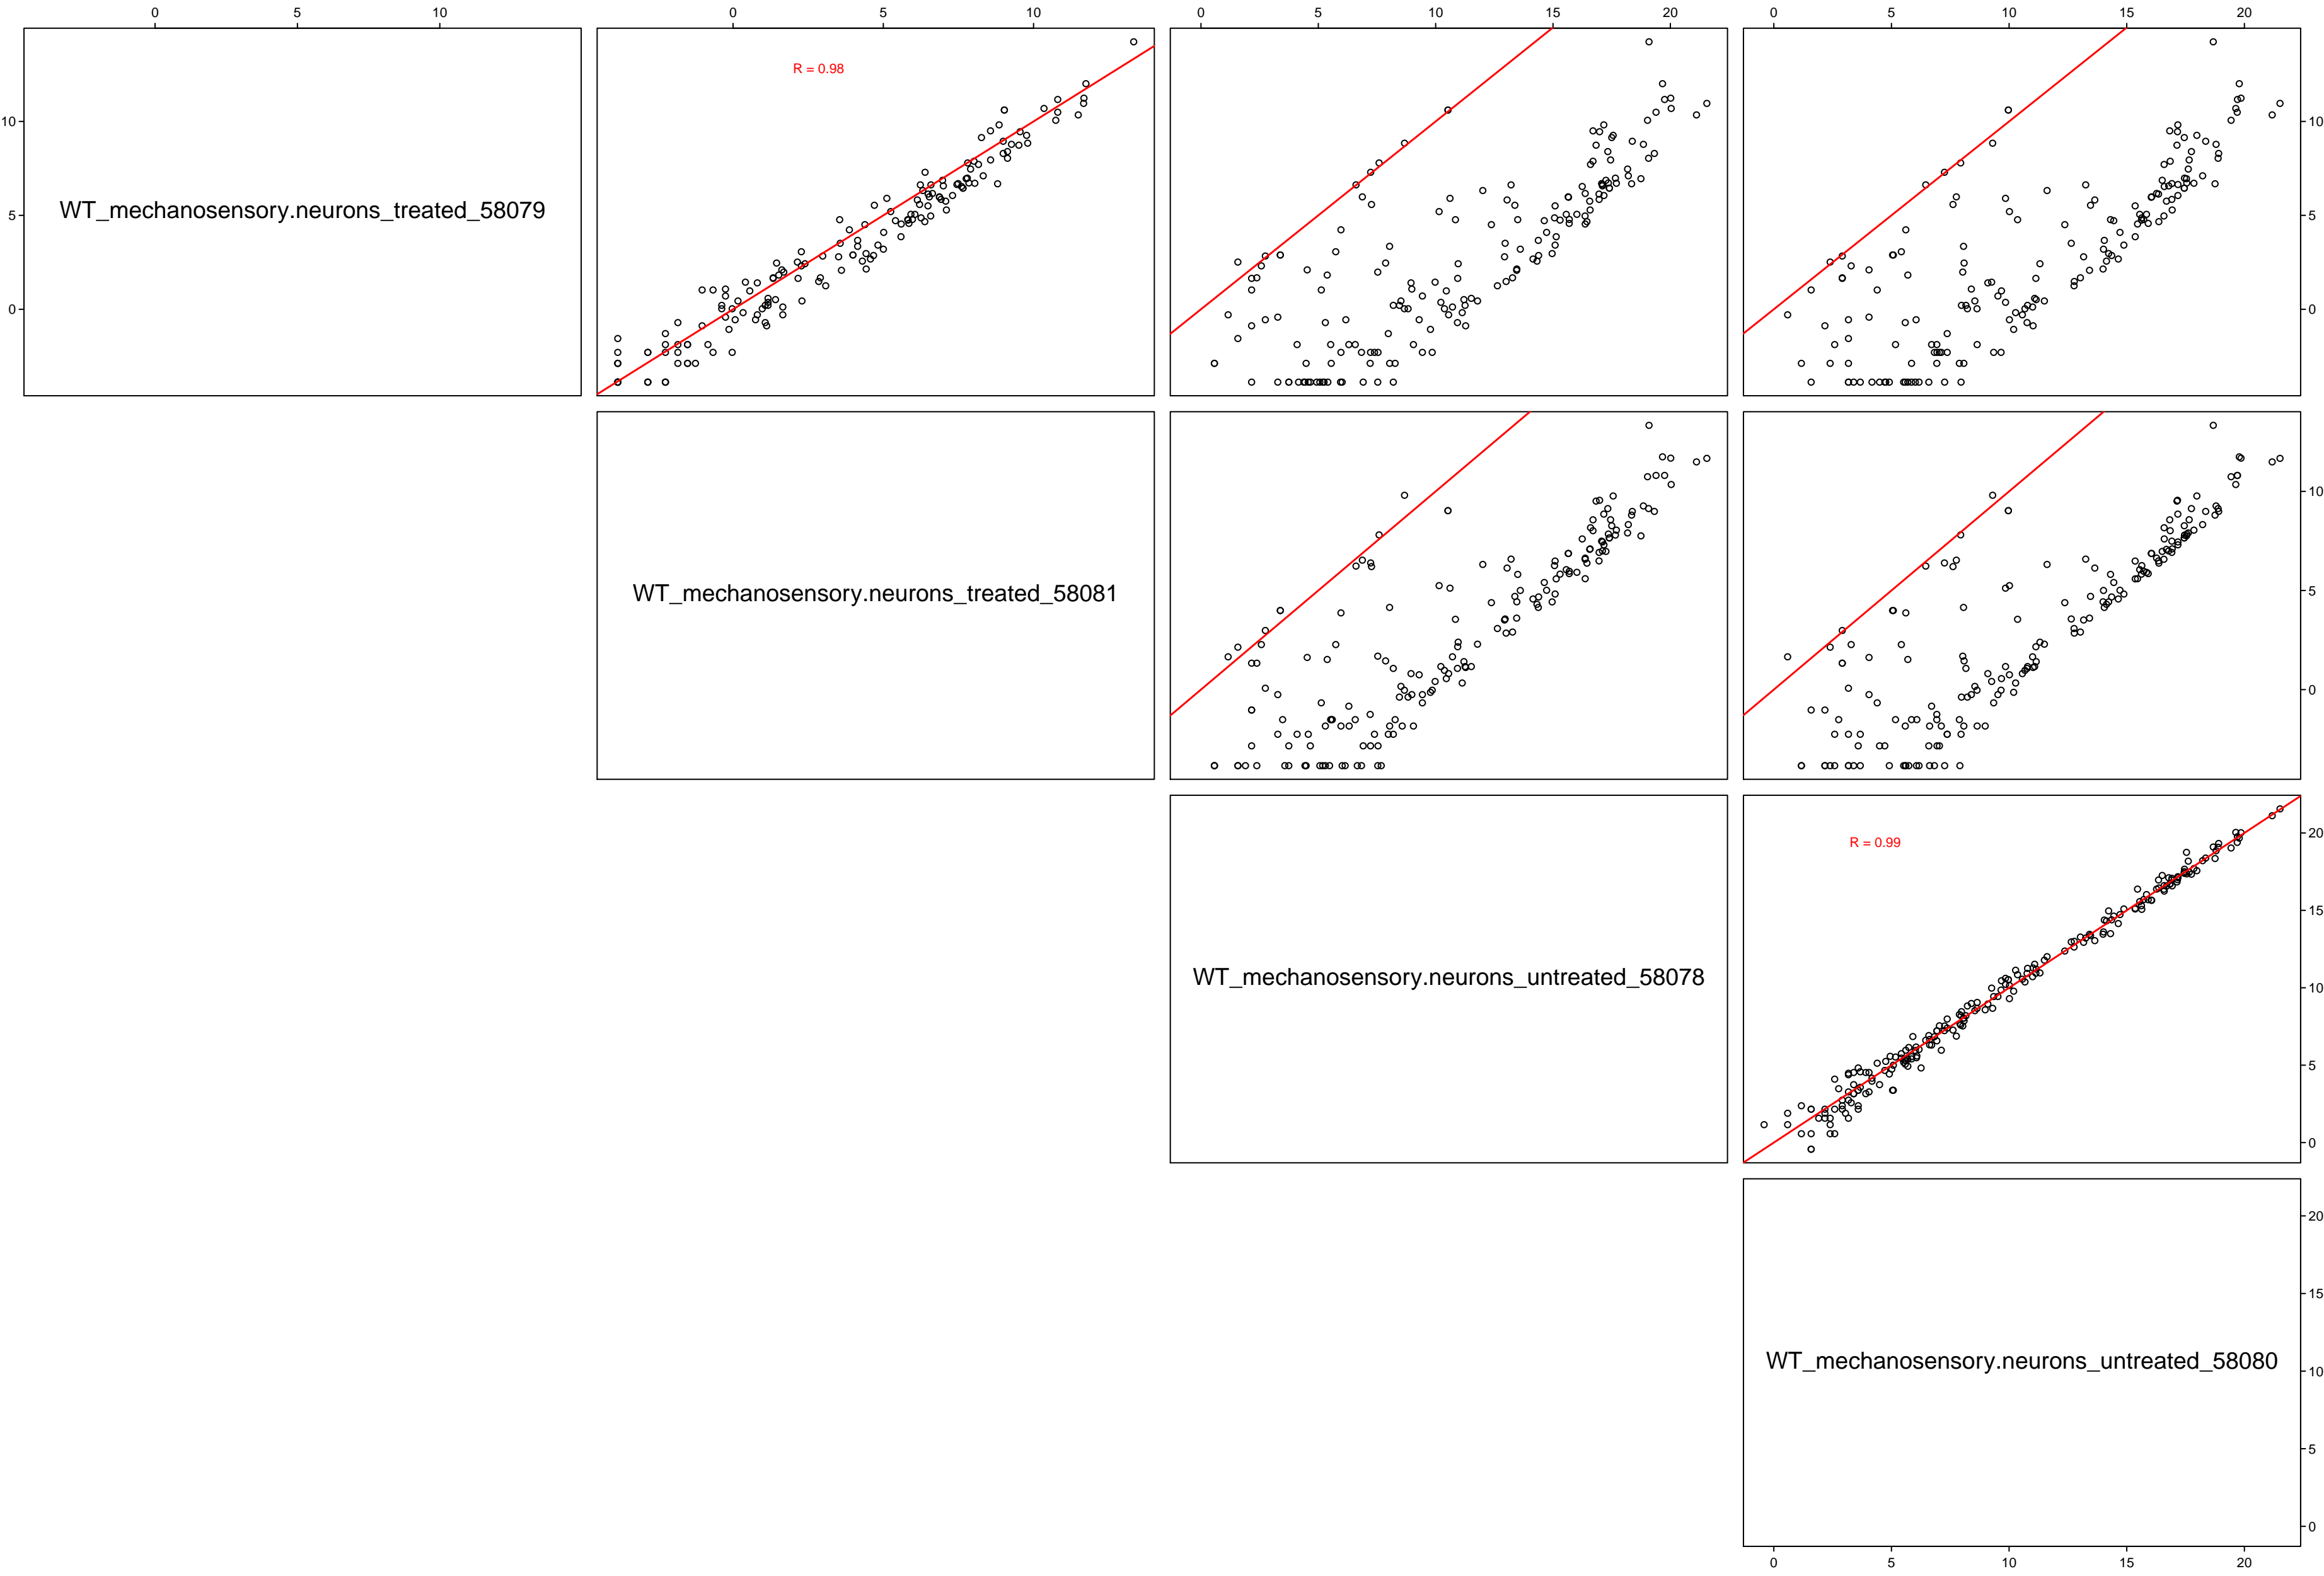 0 5 10 0 5 10 0 5 10 15 20 0 5 10 15 20
R = 0.98
10
5
0
WT_mechanosensory.neurons_treated_58079
10
5
0
WT_mechanosensory.neurons_treated_58081
10
5
0
R = 0.99
WT_mechanosensory.neurons_untreated_58078
20
15
10
5
0
WT_mechanosensory.neurons_untreated_58080
20
15
10
5
0
0 5 10 15 20